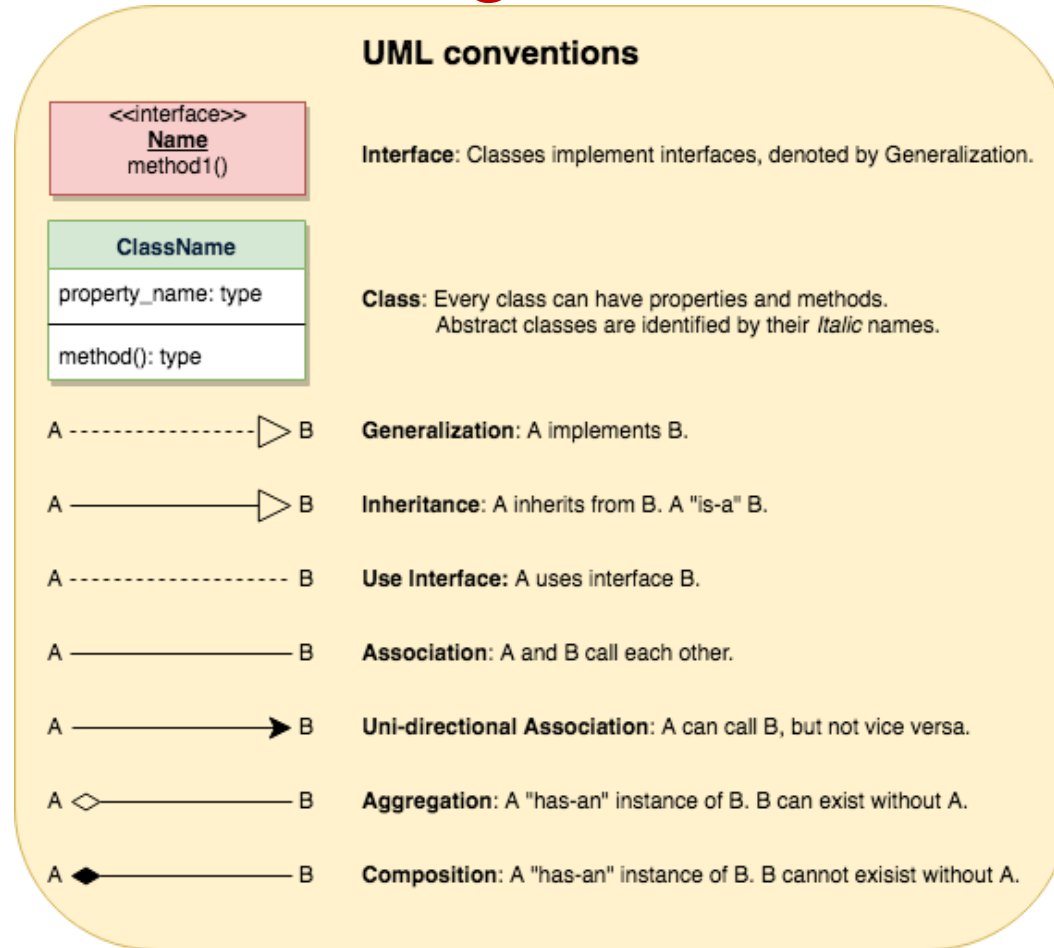 UML conventions
<<interface>>
Name
method1()
Interface: Classes implement interfaces, denoted by Generalization.
ClassName
property_name: type
method(): type
Class: Every class can have properties and methods.
Abstract classes are identified by their Italic names.
A B Generalization: A implements B.
A B Inheritance: A inherits from B. A "is-a" B.
A B Use Interface: A uses interface B.
A B Association: A and B call each other.
A B Uni-directional Association: A can call B, but not vice versa.
A B Aggregation: A "has-an" instance of B. B can exist without A.
A B Composition: A "has-an" instance of B. B cannot exisist without A.